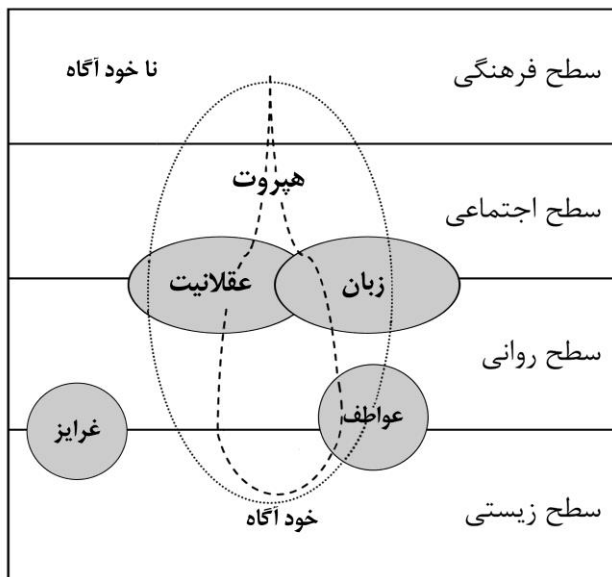 سطح فرهنگی
نا خود آگاه
هپروت
سطح اجتماعی
زبان
عقلانیت
سطح روانی
عواطف
غرایز
سطح زیستی
خود آگاه